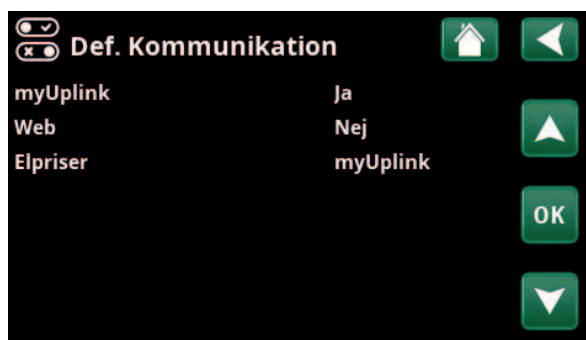 Def. Kommunikation
myUplink Ja
Web Nej
Elpriser myUplink
OK